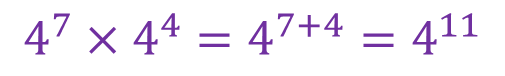 4⁷ × 4⁴ = 4⁷⁺⁴ = 4¹¹